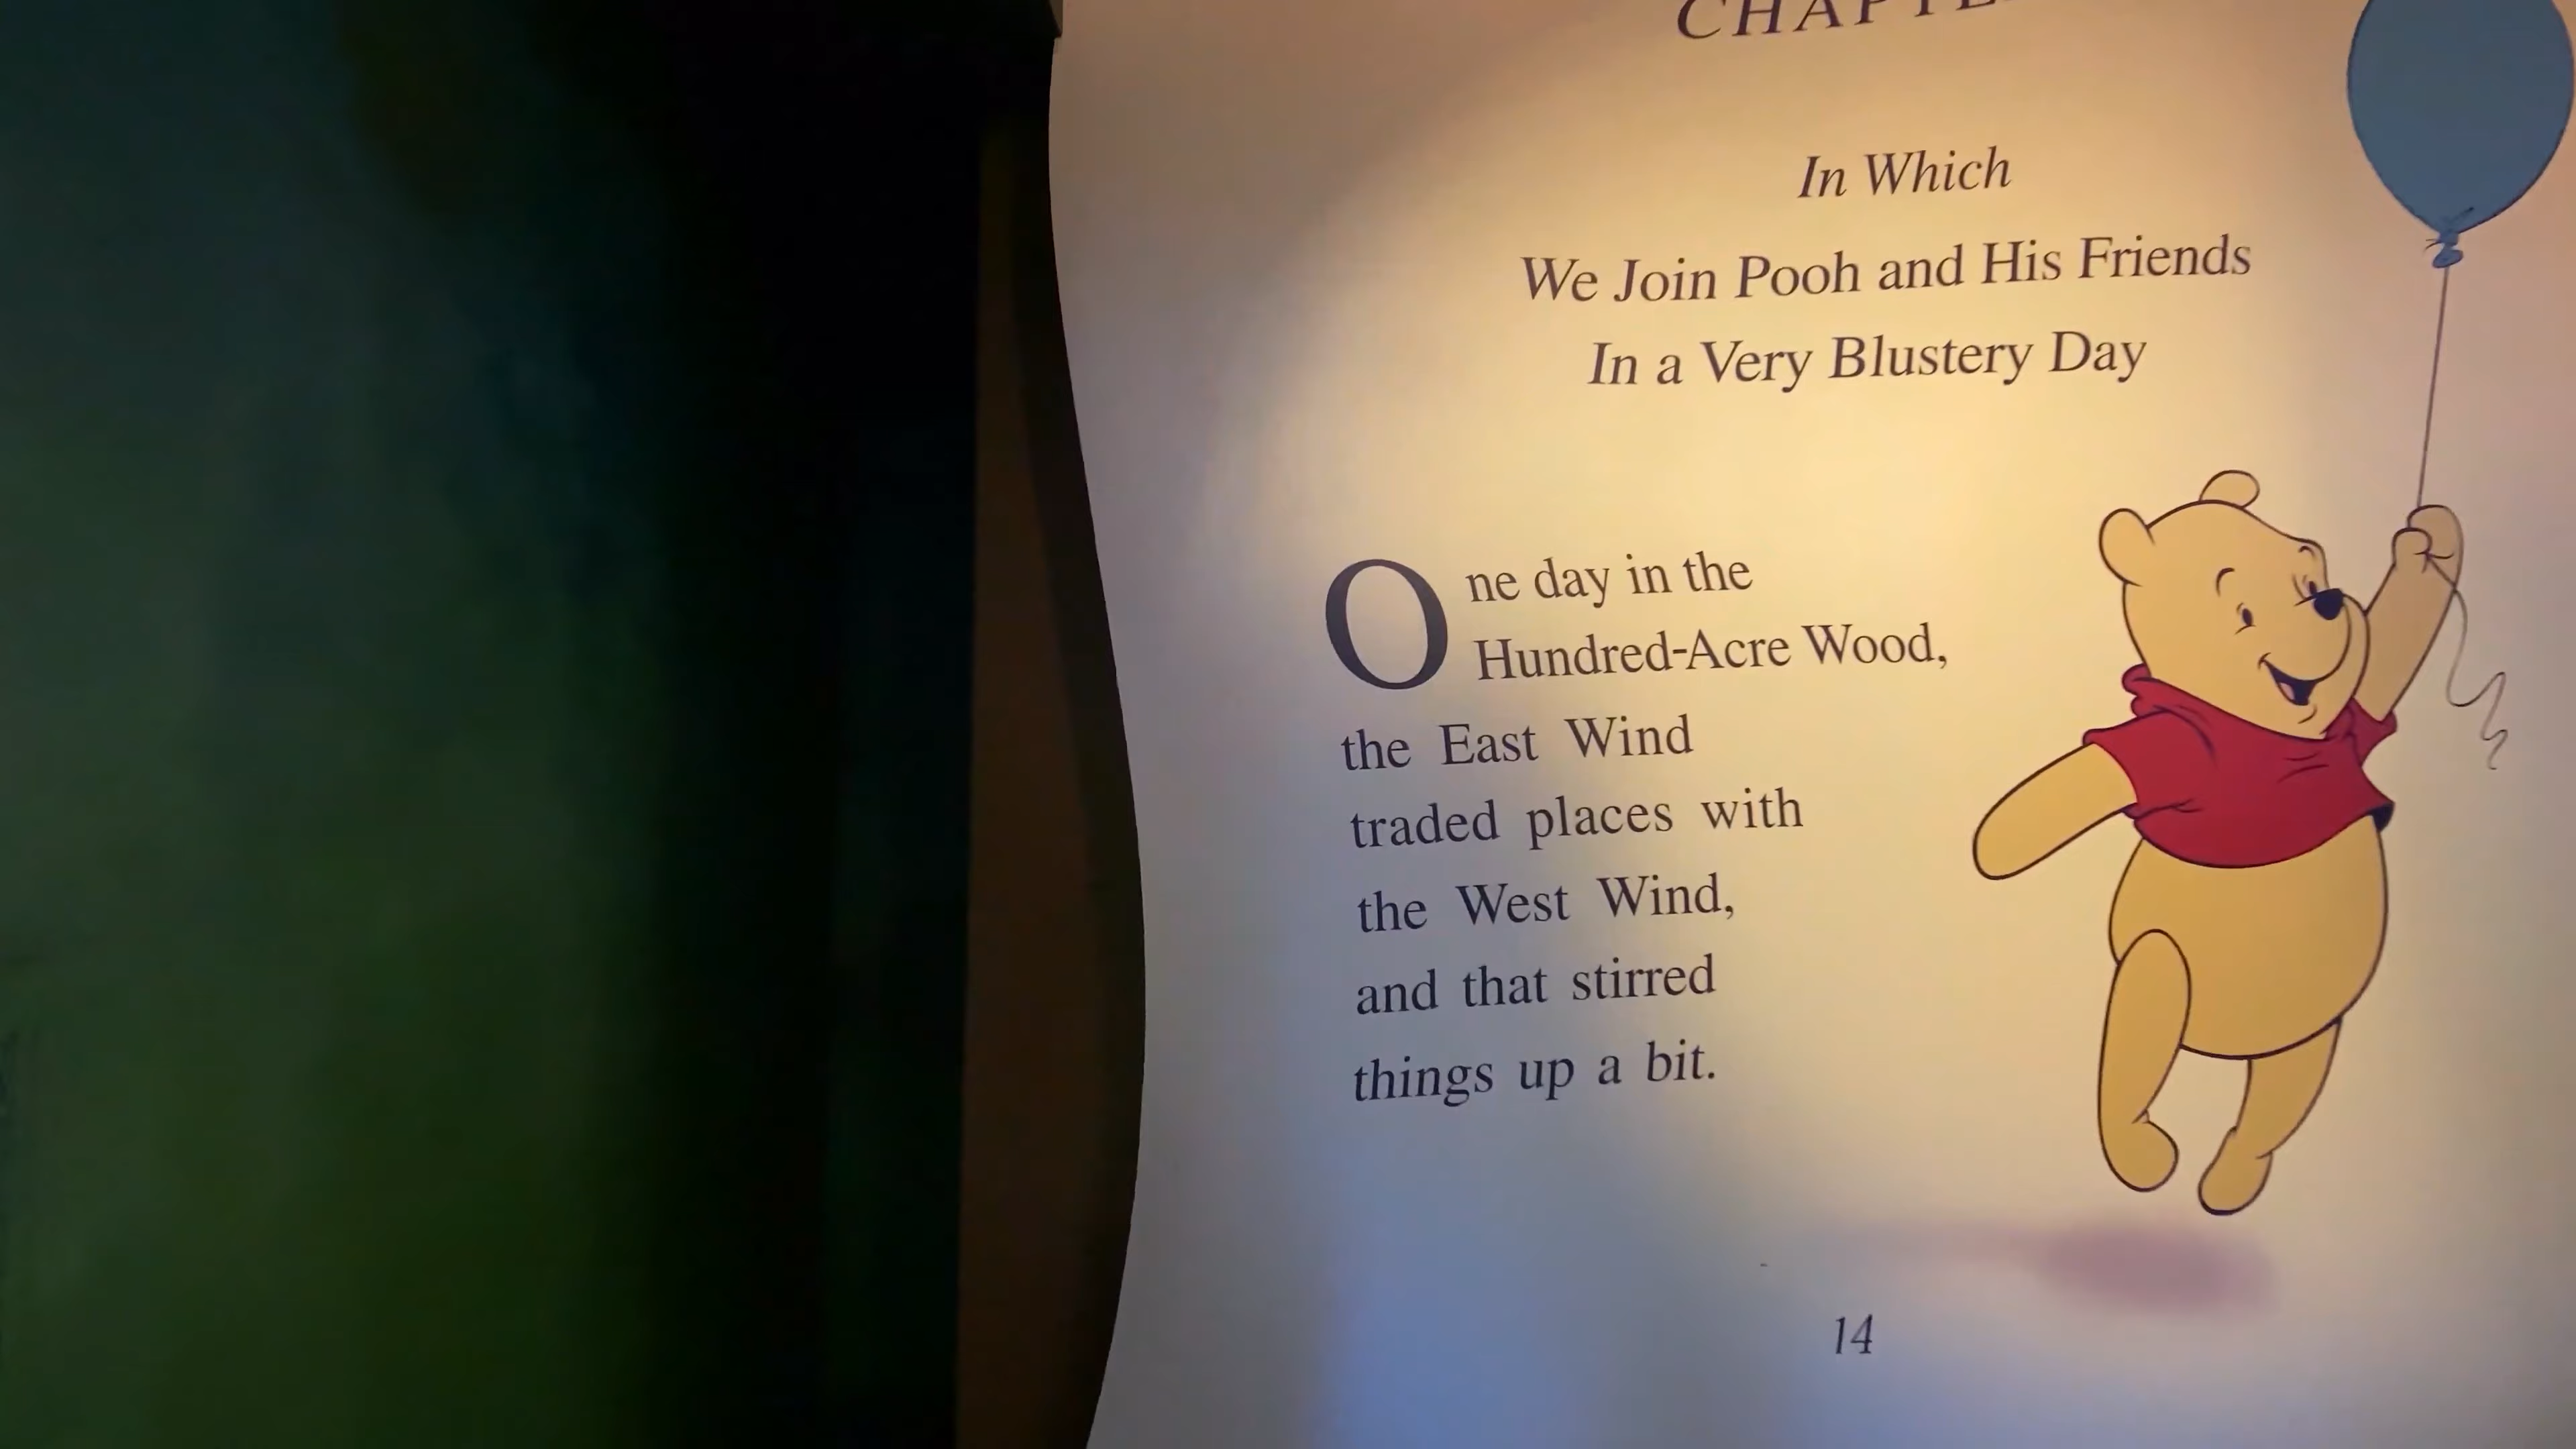 In Which
We Join Pooh and His Friends
In a Very Blustery Day
One day in the
Hundred-Acre Wood,
the East Wind
traded places with
the West Wind,
and that stirred
things up a bit.
14